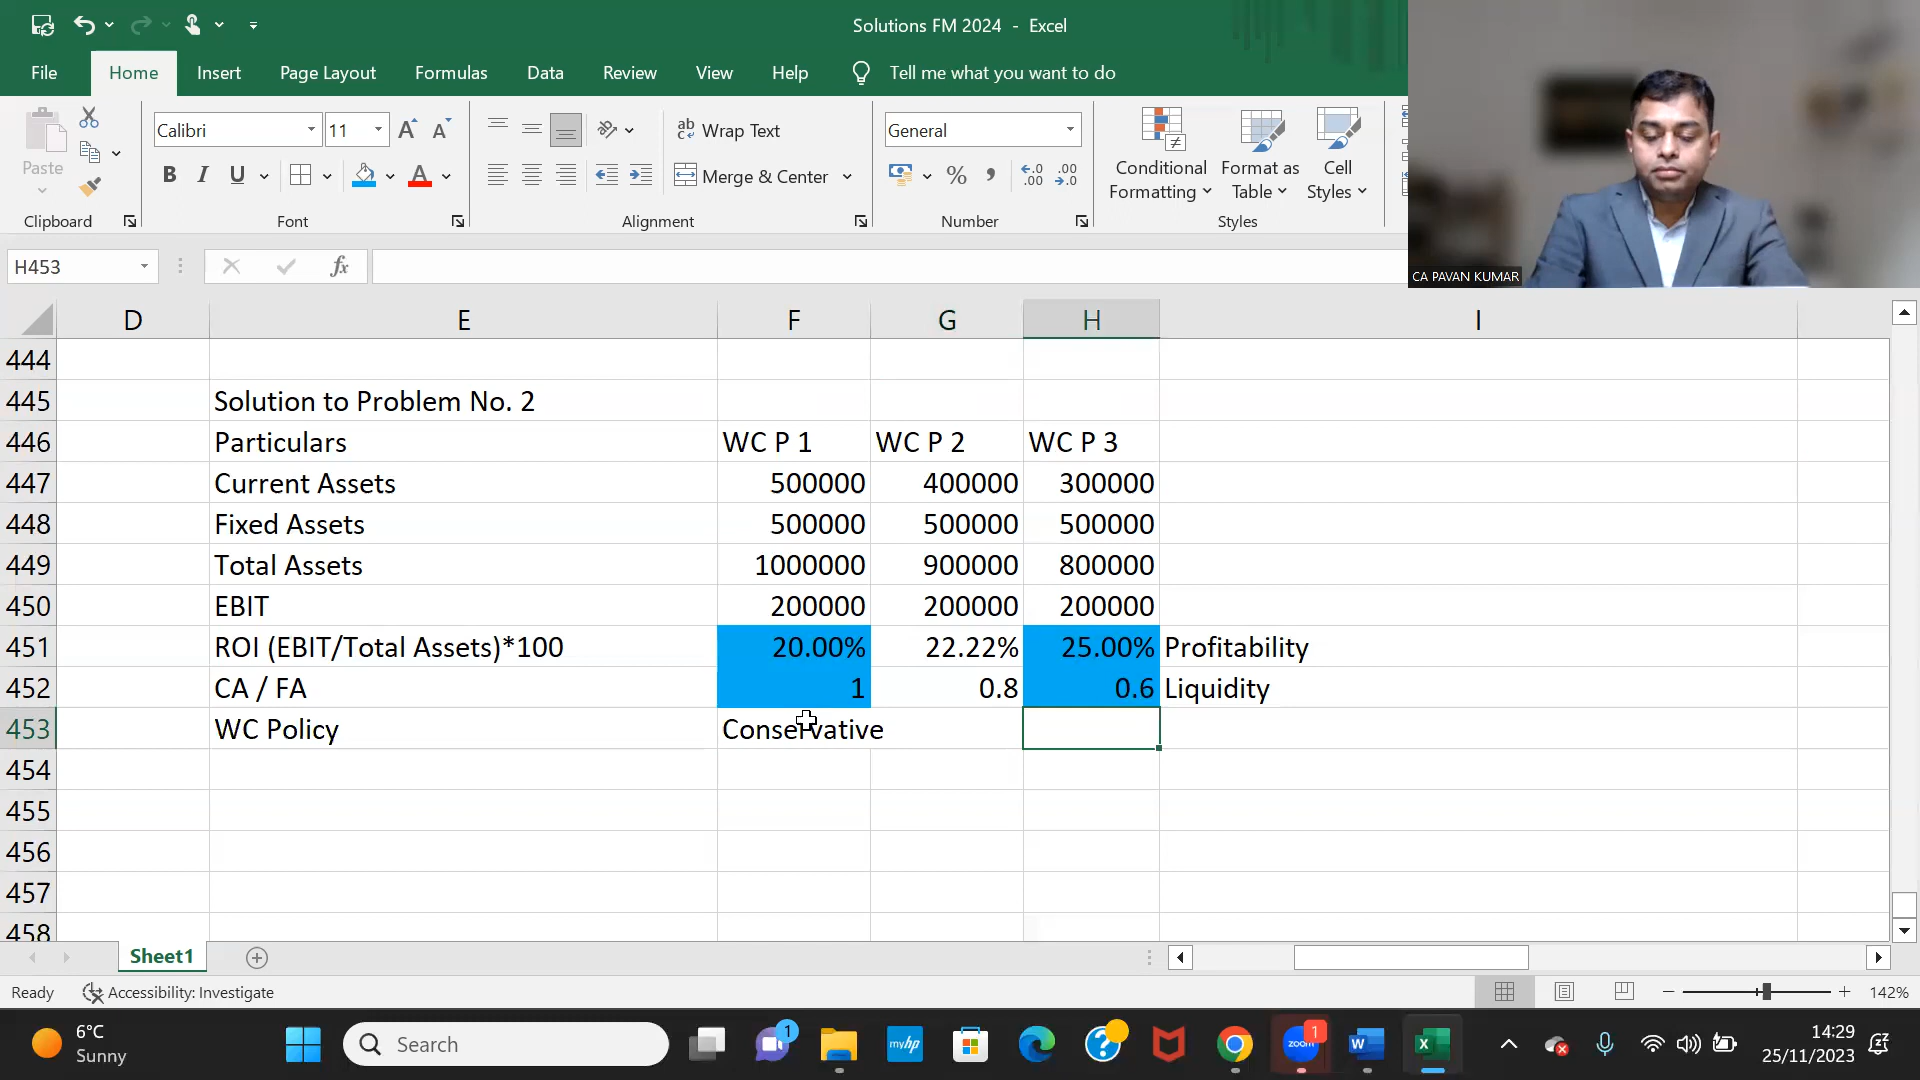 Solutions FM 2024 - Excel
File Home Insert Page Layout Formulas Data Review View Help Tell me what you want to do
Paste
Clipboard
Calibri 11
B I U
Font
Wrap Text
Merge & Center
Alignment
General
Number
Conditional Formatting
Format as Table
Cell Styles
Styles
CA PAVAN KUMAR
H453 fx
D E F G H I
444
445 Solution to Problem No. 2
446 Particulars WC P 1 WC P 2 WC P 3
447 Current Assets 500000 400000 300000
448 Fixed Assets 500000 500000 500000
449 Total Assets 1000000 900000 800000
450 EBIT 200000 200000 200000
451 ROI (EBIT/Total Assets)*100 20.00% 22.22% 25.00% Profitability
452 CA / FA 1 0.8 0.6 Liquidity
453 WC Policy Conservative
454
455
456
457
458
Sheet1
Ready Accessibility: Investigate 142%
6°C
Sunny
Search
1
myhp
zoom
1
14:29
25/11/2023